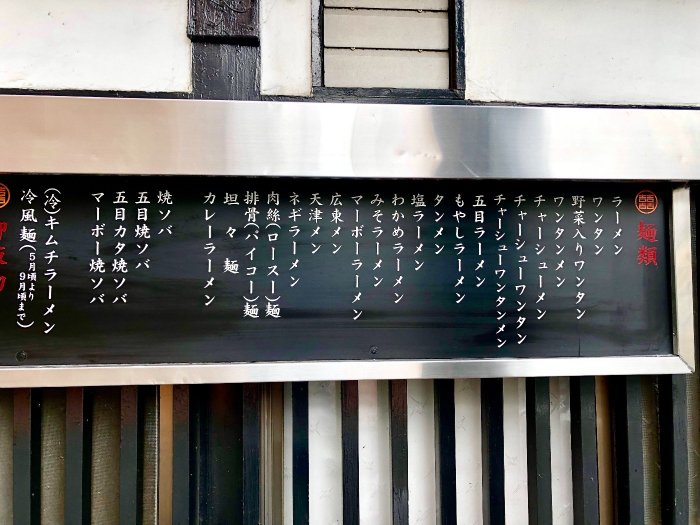 麺類
ラーメン
ワンタン
野菜入りワンタン
ワンタンメン
チャーシューメン
チャーシューワンタン
チャーシューワンタンメン
五目ラーメン
もやしラーメン
タンメン
塩ラーメン
わかめラーメン
みそラーメン
マーボーラーメン
広東メン
天津メン
ネギラーメン
肉絲(ロースー)麺
排骨(パイコー)麺
坦々麺
カレーラーメン
焼ソバ
五目焼ソバ
五目カタ焼ソバ
マーボー焼ソバ
(冷)キムチラーメン
冷風麺(5月頃より
9月頃まで)